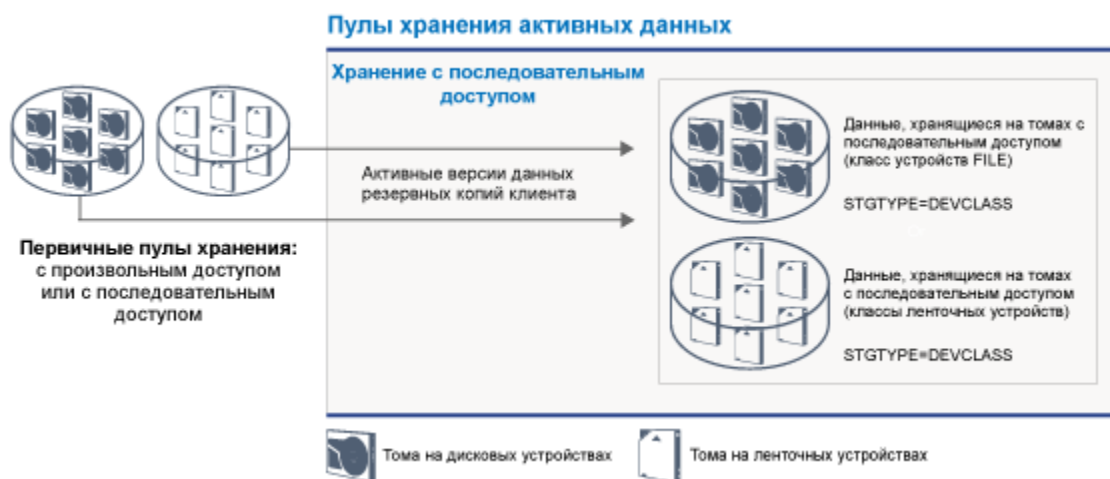 Пулы хранения активных данных
Хранение с последовательным
доступом
Данные, хранящиеся на томах с
последовательным доступом
(класс устройств FILE)
STGTYPE=DEVCLASS
Активные версии данных
резервных копий клиента
Первичные пулы хранения:
с произвольным доступом
или с последовательным
доступом
Данные, хранящиеся на томах
с последовательным доступом
(классы ленточных устройств)
STGTYPE=DEVCLASS
Тома на дисковых устройствах
Тома на ленточных устройствах